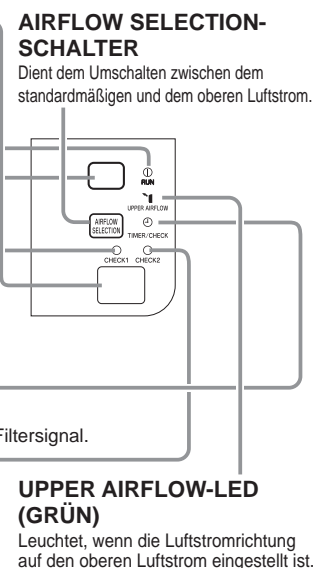 AIRFLOW SELECTION-
SCHALTER
Dient dem Umschalten zwischen dem
standardmäßigen und dem oberen Luftstrom.
RUN
UPPER AIRFLOW
AIRFLOW
SELECTION
TIMER/CHECK
CHECK1 CHECK2
Filtersignal.
UPPER AIRFLOW-LED
(GRÜN)
Leuchtet, wenn die Luftstromrichtung
auf den oberen Luftstrom eingestellt ist.